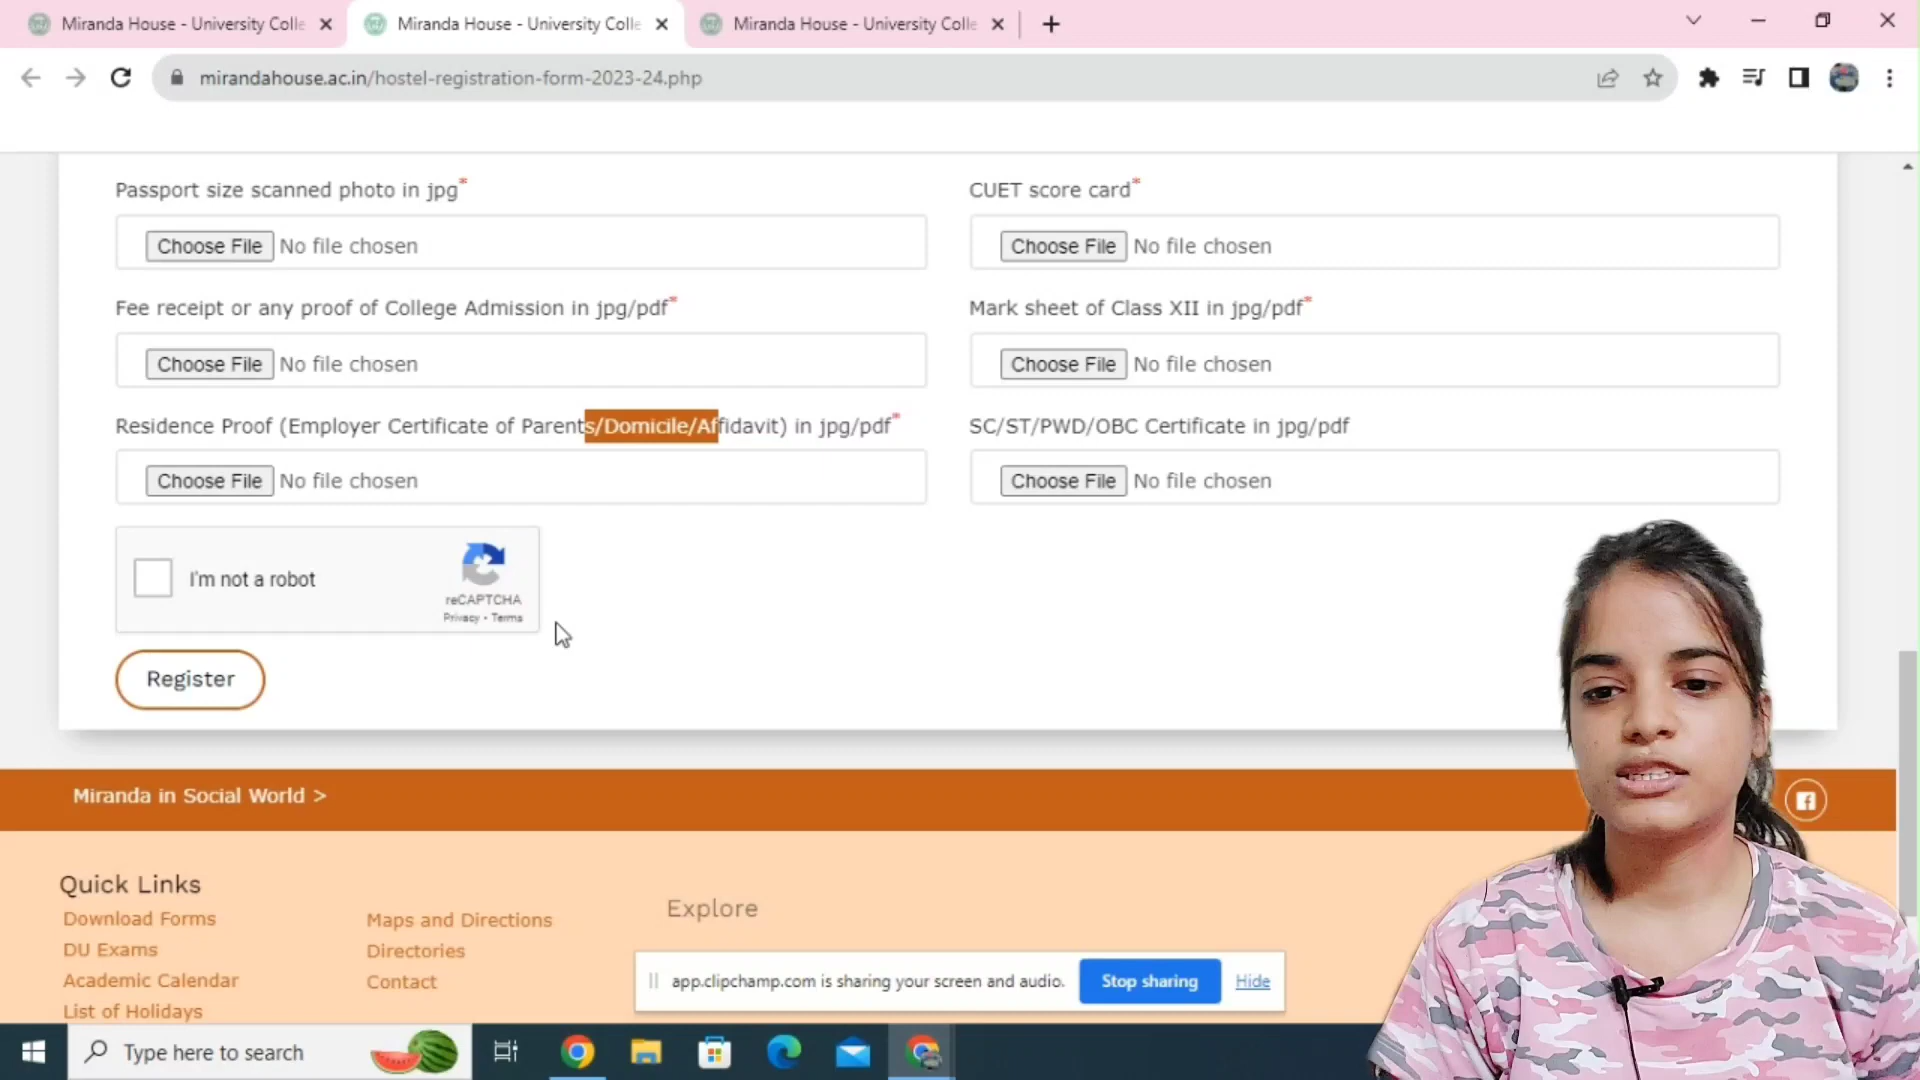 Miranda House - University Colle
Miranda House - University Colle
Miranda House - University Colle
mirandahouse.ac.in/hostel-registration-form-2023-24.php
Passport size scanned photo in jpg*
CUET score card*
Choose File No file chosen
Choose File No file chosen
Fee receipt or any proof of College Admission in jpg/pdf*
Mark sheet of Class XII in jpg/pdf*
Choose File No file chosen
Choose File No file chosen
Residence Proof (Employer Certificate of Parents/Domicile/Affidavit) in jpg/pdf*
SC/ST/PWD/OBC Certificate in jpg/pdf
Choose File No file chosen
Choose File No file chosen
I'm not a robot
reCAPTCHA
Privacy - Terms
Register
Miranda in Social World >
Quick Links
Download Forms
DU Exams
Academic Calendar
List of Holidays
Maps and Directions
Directories
Contact
Explore
app.clipchamp.com is sharing your screen and audio.
Stop sharing
Hide
Type here to search